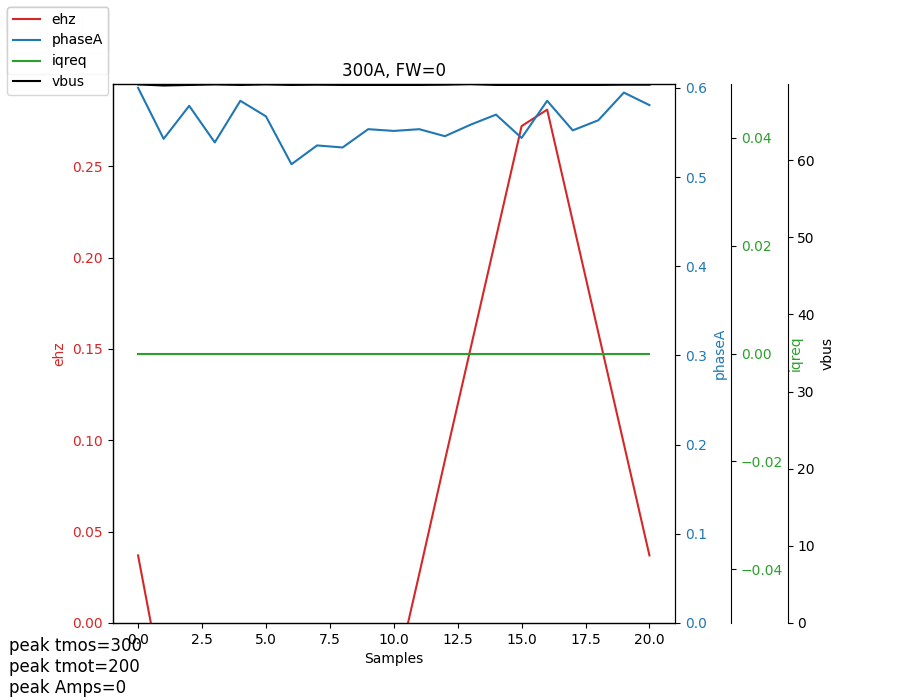 ehz
phaseA
iqreq
vbus
300A, FW=0
0.25
0.20
0.15
0.10
0.05
0.00
ehz
0.0 2.5 5.0 7.5 10.0 12.5 15.0 17.5 20.0
Samples
0.6
0.5
0.4
0.3
0.2
0.1
0.0
phaseA
0.04
0.02
0.00
−0.02
−0.04
iqreq
60
50
40
30
20
10
0
vbus
peak tmos=300
peak tmot=200
peak Amps=0